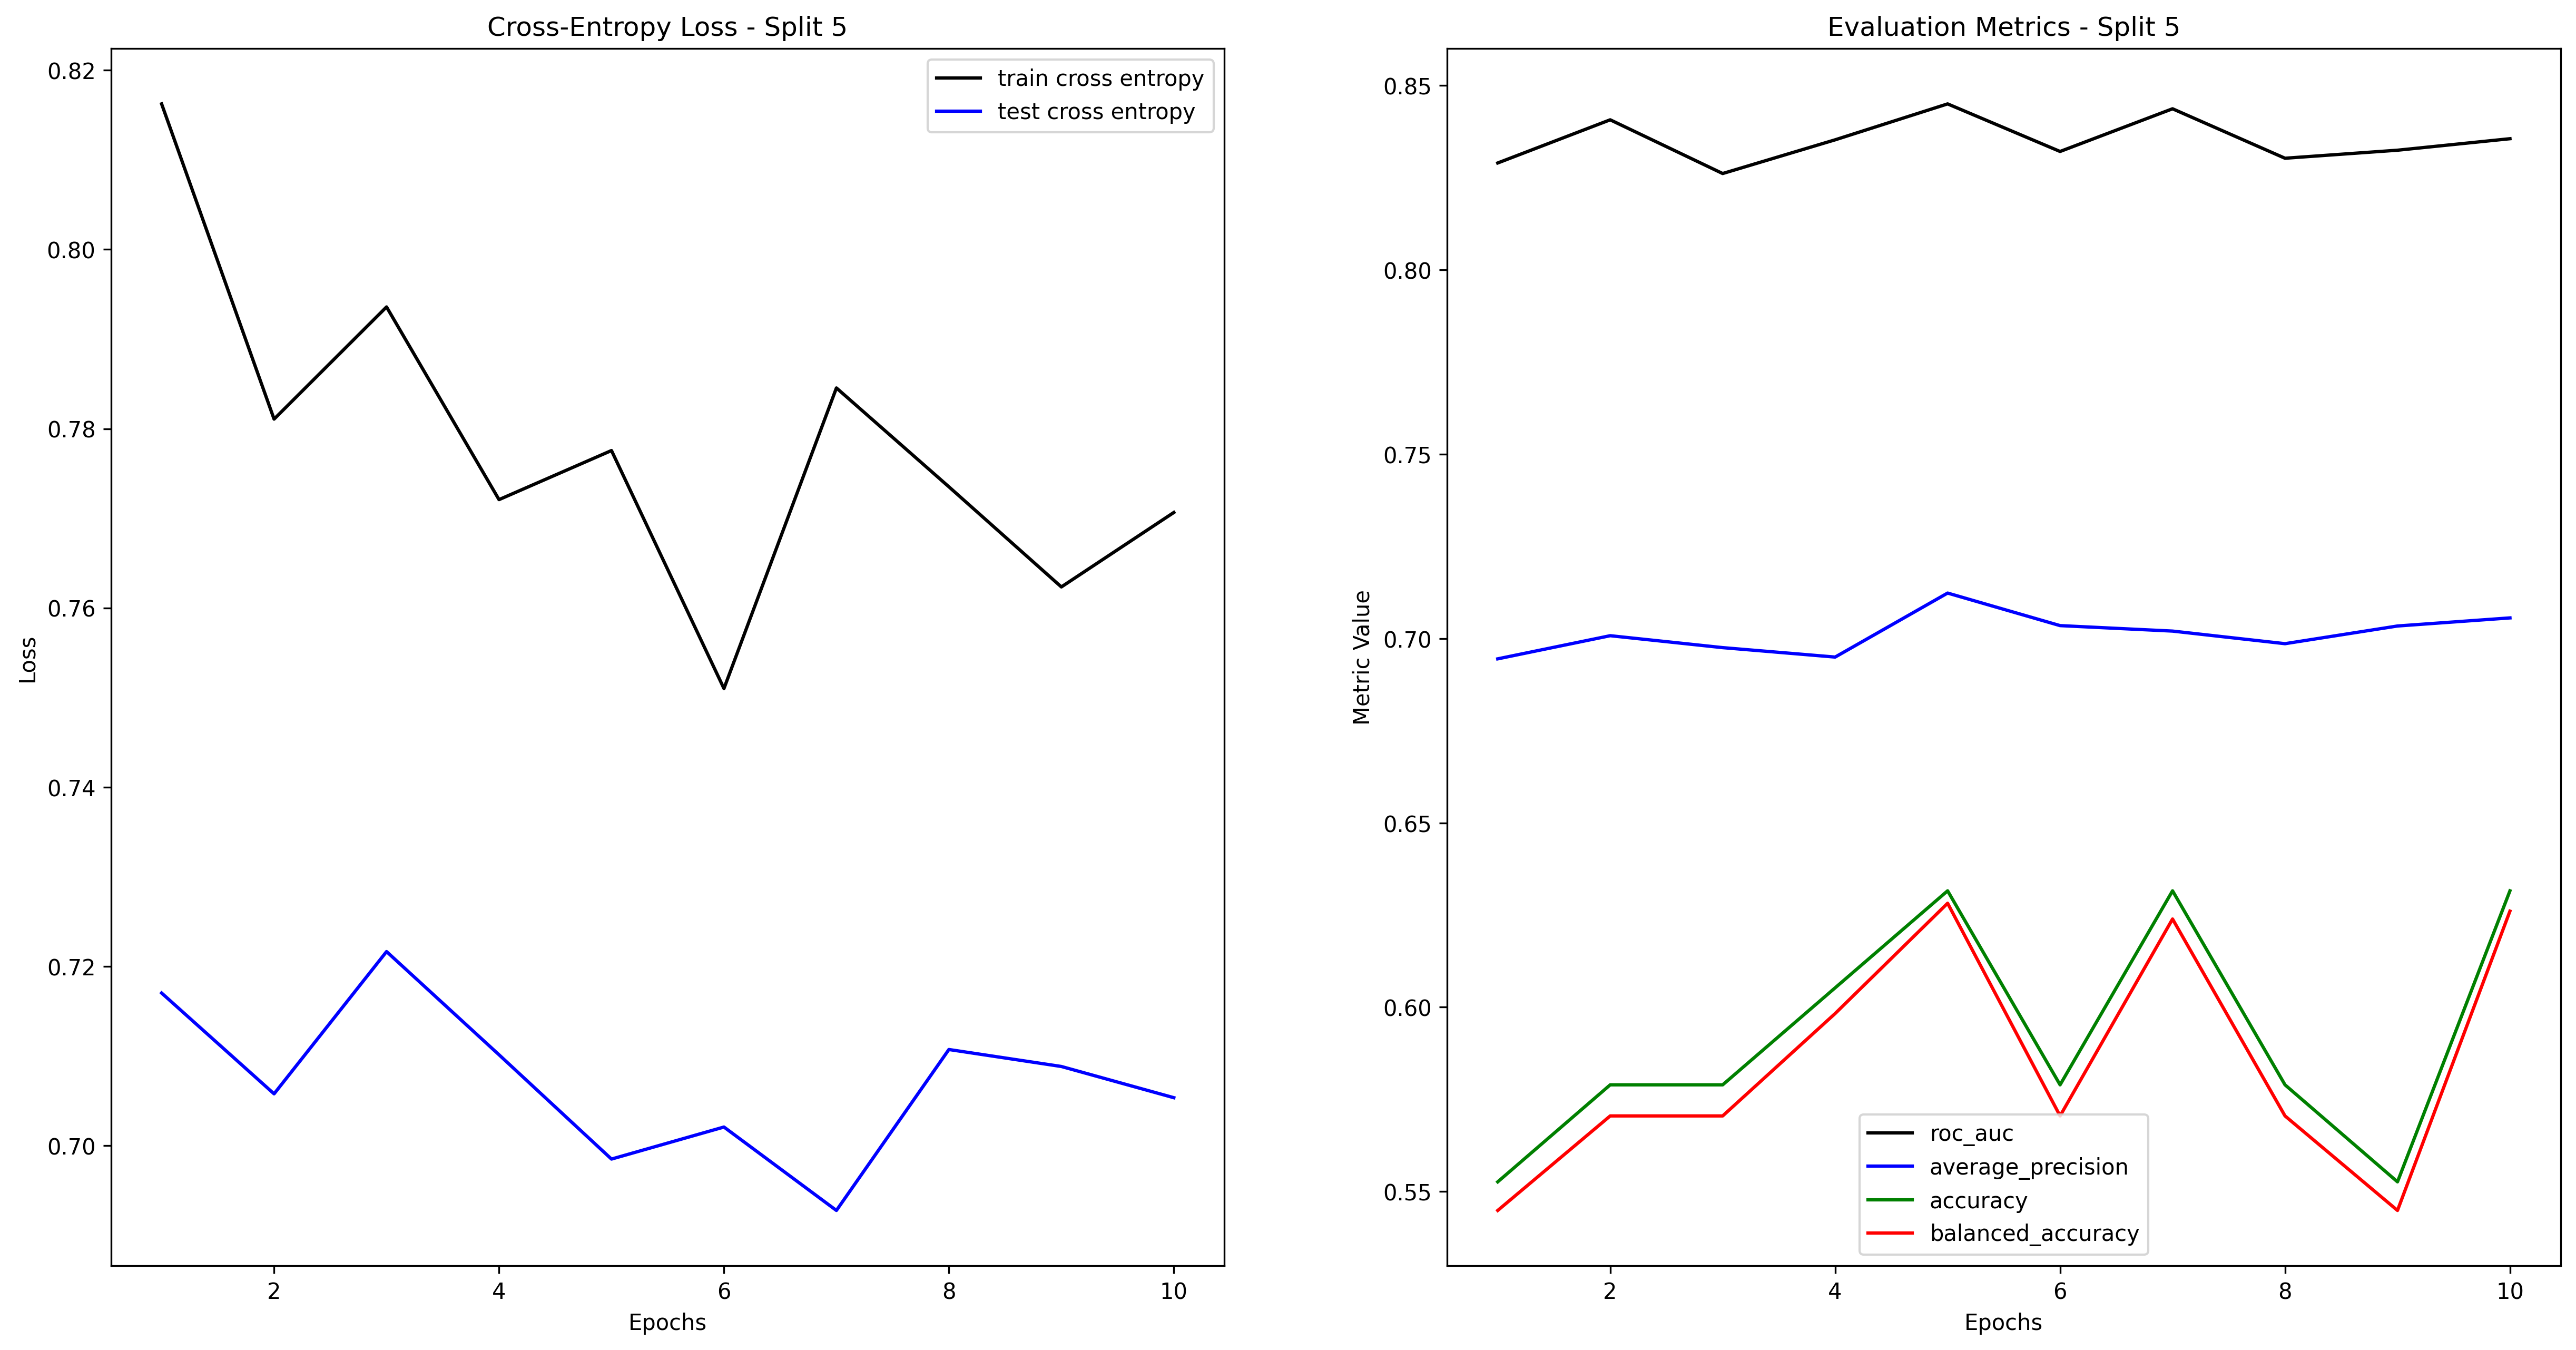 Cross-Entropy Loss - Split 5
train cross entropy
test cross entropy
0.82
0.80
0.78
0.76
0.74
0.72
0.70
Loss
2
4
6
8
10
Epochs
Evaluation Metrics - Split 5
0.85
0.80
0.75
0.70
0.65
0.60
0.55
Metric Value
roc_auc
average_precision
accuracy
balanced_accuracy
2
4
6
8
10
Epochs